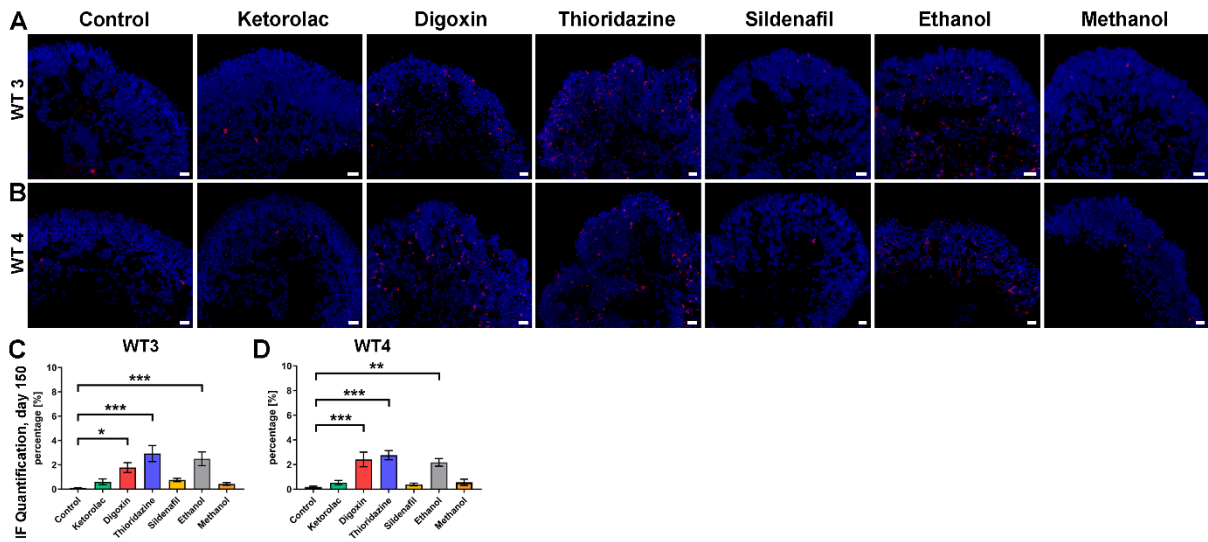 A Control Ketorolac Digoxin Thioridazine Sildenafil Ethanol Methanol
WT 3
B
WT 4
C WT3
IF Quantification, day 150
percentage [%]
10
8
6
4
2
0
***
***
*
Control Ketorolac Digoxin Thioridazine Sildenafil Ethanol Methanol
D WT4
percentage [%]
10
8
6
4
2
0
**
***
***
Control Ketorolac Digoxin Thioridazine Sildenafil Ethanol Methanol